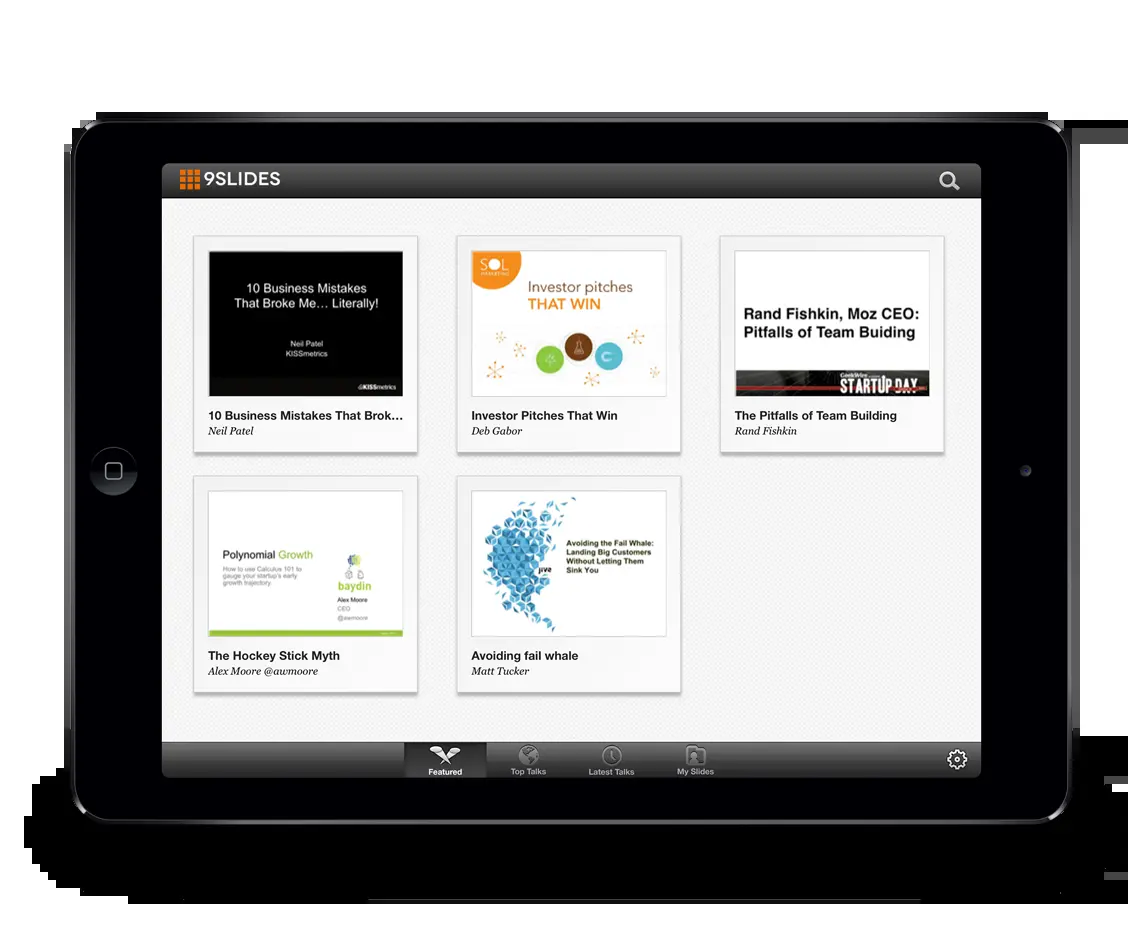 9SLIDES
10 Business Mistakes
That Broke Me... Literally!
Neil Patel
KISSmetrics
KISSmetrics
10 Business Mistakes That Brok...
Neil Patel
SOL
MARKETING
Investor pitches
THAT WIN
Investor Pitches That Win
Deb Gabor
Rand Fishkin, Moz CEO:
Pitfalls of Team Buiding
GeekWire
STARTUP DAY
The Pitfalls of Team Building
Rand Fishkin
Polynomial Growth
How to use Calculus 101 to
gauge your startup's early
growth trajectory.
baydin
Alex Moore
CEO
@awmoore
The Hockey Stick Myth
Alex Moore @awmoore
Avoiding the Fail Whale:
Landing Big Customers
Without Letting Them
Sink You
jive
Avoiding fail whale
Matt Tucker
Featured
Top Talks
Latest Talks
My Slides